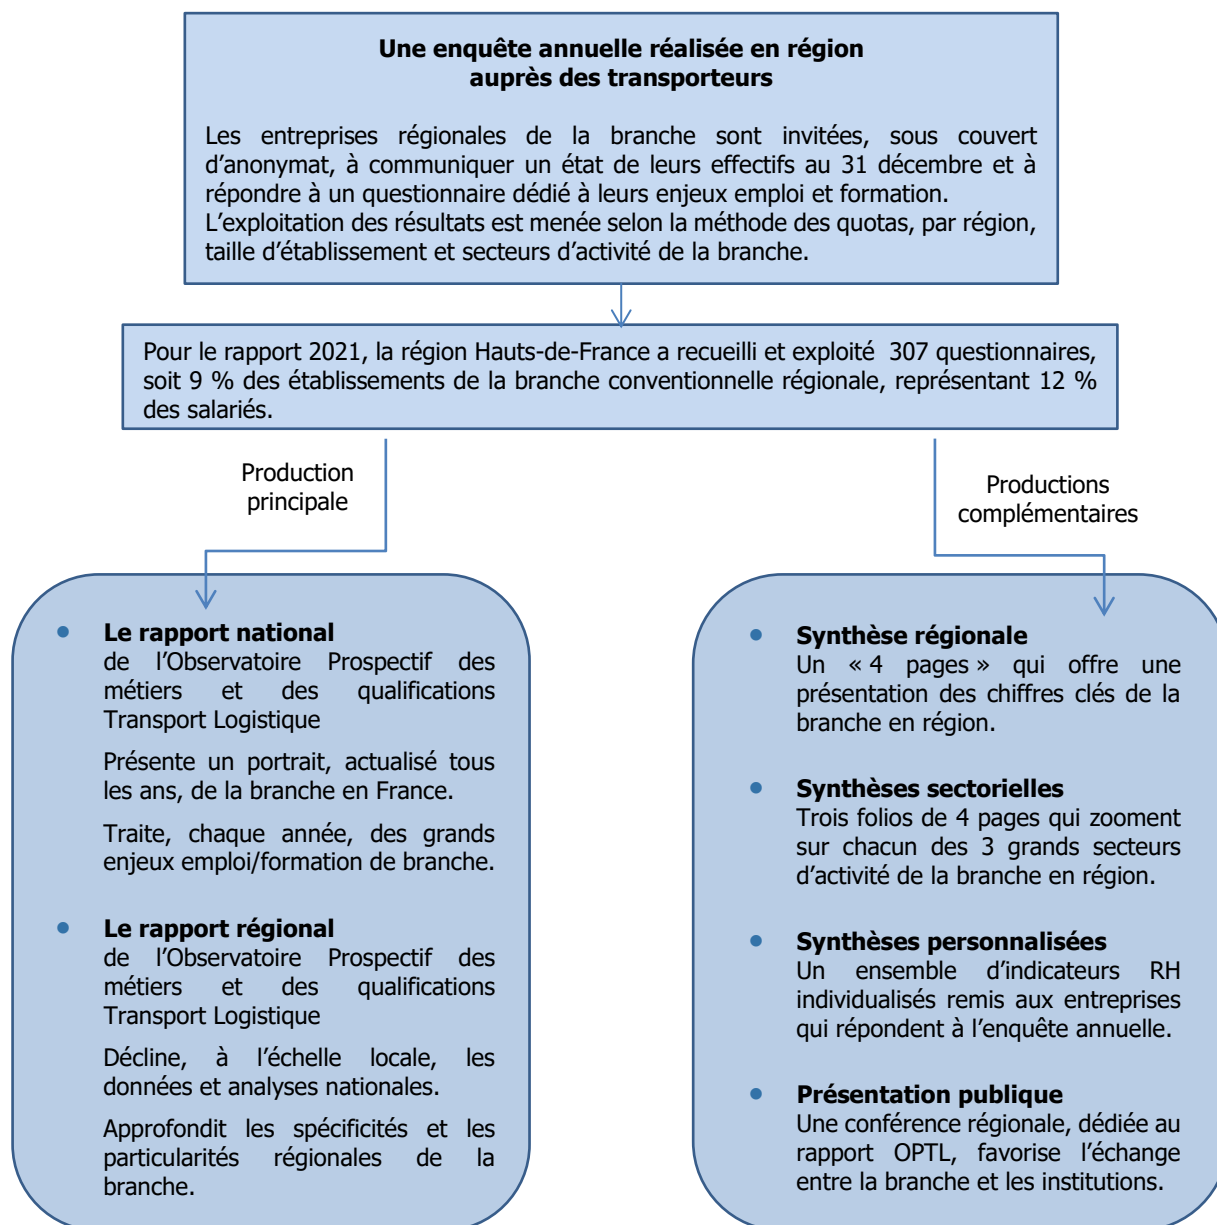 Une enquête annuelle réalisée en région
auprès des transporteurs
Les entreprises régionales de la branche sont invitées, sous couvert
d’anonymat, à communiquer un état de leurs effectifs au 31 décembre et à
répondre à un questionnaire dédié à leurs enjeux emploi et formation.
L’exploitation des résultats est menée selon la méthode des quotas, par région,
taille d’établissement et secteurs d’activité de la branche.
Pour le rapport 2021, la région Hauts-de-France a recueilli et exploité 307 questionnaires,
soit 9 % des établissements de la branche conventionnelle régionale, représentant 12 %
des salariés.
Production
principale
Productions
complémentaires
• Le rapport national
de l’Observatoire Prospectif des
métiers et des qualifications
Transport Logistique
Présente un portrait, actualisé tous
les ans, de la branche en France.
Traite, chaque année, des grands
enjeux emploi/formation de branche.
• Le rapport régional
de l’Observatoire Prospectif des
métiers et des qualifications
Transport Logistique
Décline, à l’échelle locale, les
données et analyses nationales.
Approfondit les spécificités et les
particularités régionales de la
branche.
• Synthèse régionale
Un « 4 pages » qui offre une
présentation des chiffres clés de la
branche en région.
• Synthèses sectorielles
Trois folios de 4 pages qui zooment
sur chacun des 3 grands secteurs
d’activité de la branche en région.
• Synthèses personnalisées
Un ensemble d’indicateurs RH
individualisés remis aux entreprises
qui répondent à l’enquête annuelle.
• Présentation publique
Une conférence régionale, dédiée au
rapport OPTL, favorise l’échange
entre la branche et les institutions.